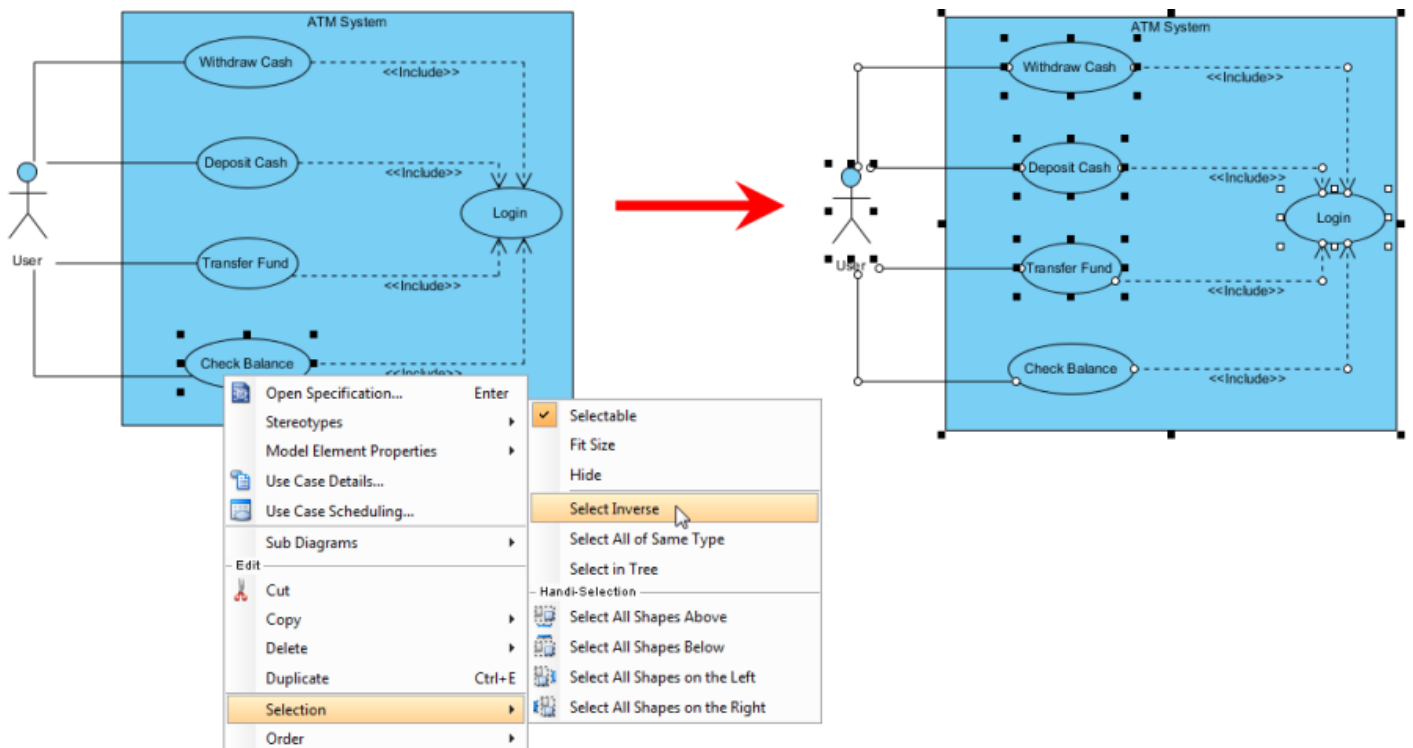 ATM System
Withdraw Cash
<<Include>>
Deposit Cash
<<Include>>
Login
User
Transfer Fund
<<Include>>
Check Balance
<<Include>>
Open Specification... Enter
Stereotypes
Model Element Properties
Use Case Details...
Use Case Scheduling...
Sub Diagrams
Edit
Cut
Copy
Delete
Duplicate Ctrl+E
Selection
Order
Selectable
Fit Size
Hide
Select Inverse
Select All of Same Type
Select in Tree
Handi-Selection
Select All Shapes Above
Select All Shapes Below
Select All Shapes on the Left
Select All Shapes on the Right
ATM System
Withdraw Cash
<<Include>>
Deposit Cash
<<Include>>
Login
User
Transfer Fund
<<Include>>
Check Balance
<<Include>>